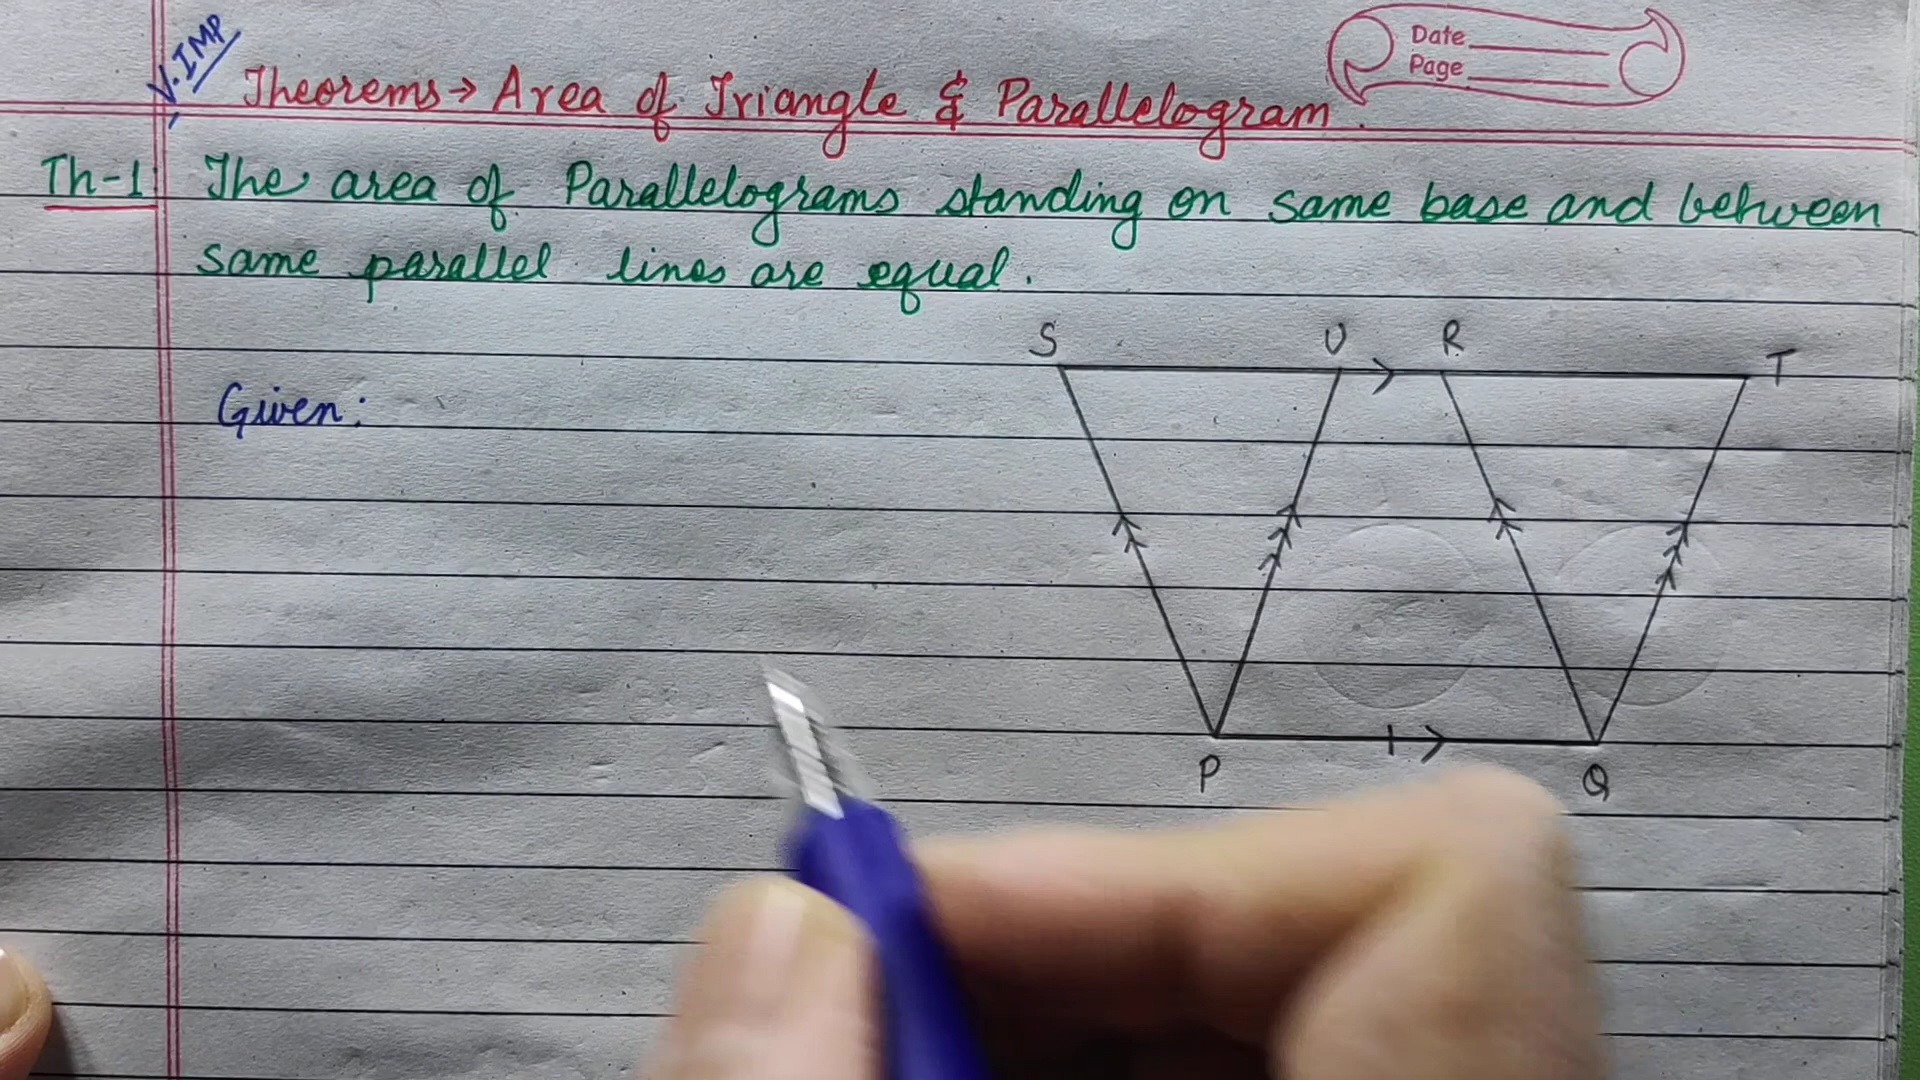 V. IMP
Date
Page
Theorems → Area of Triangle & Parallelogram.
Th-1 The area of Parallelograms standing on same base and between
same parallel lines are equal.
S U R T
Given:
P Q